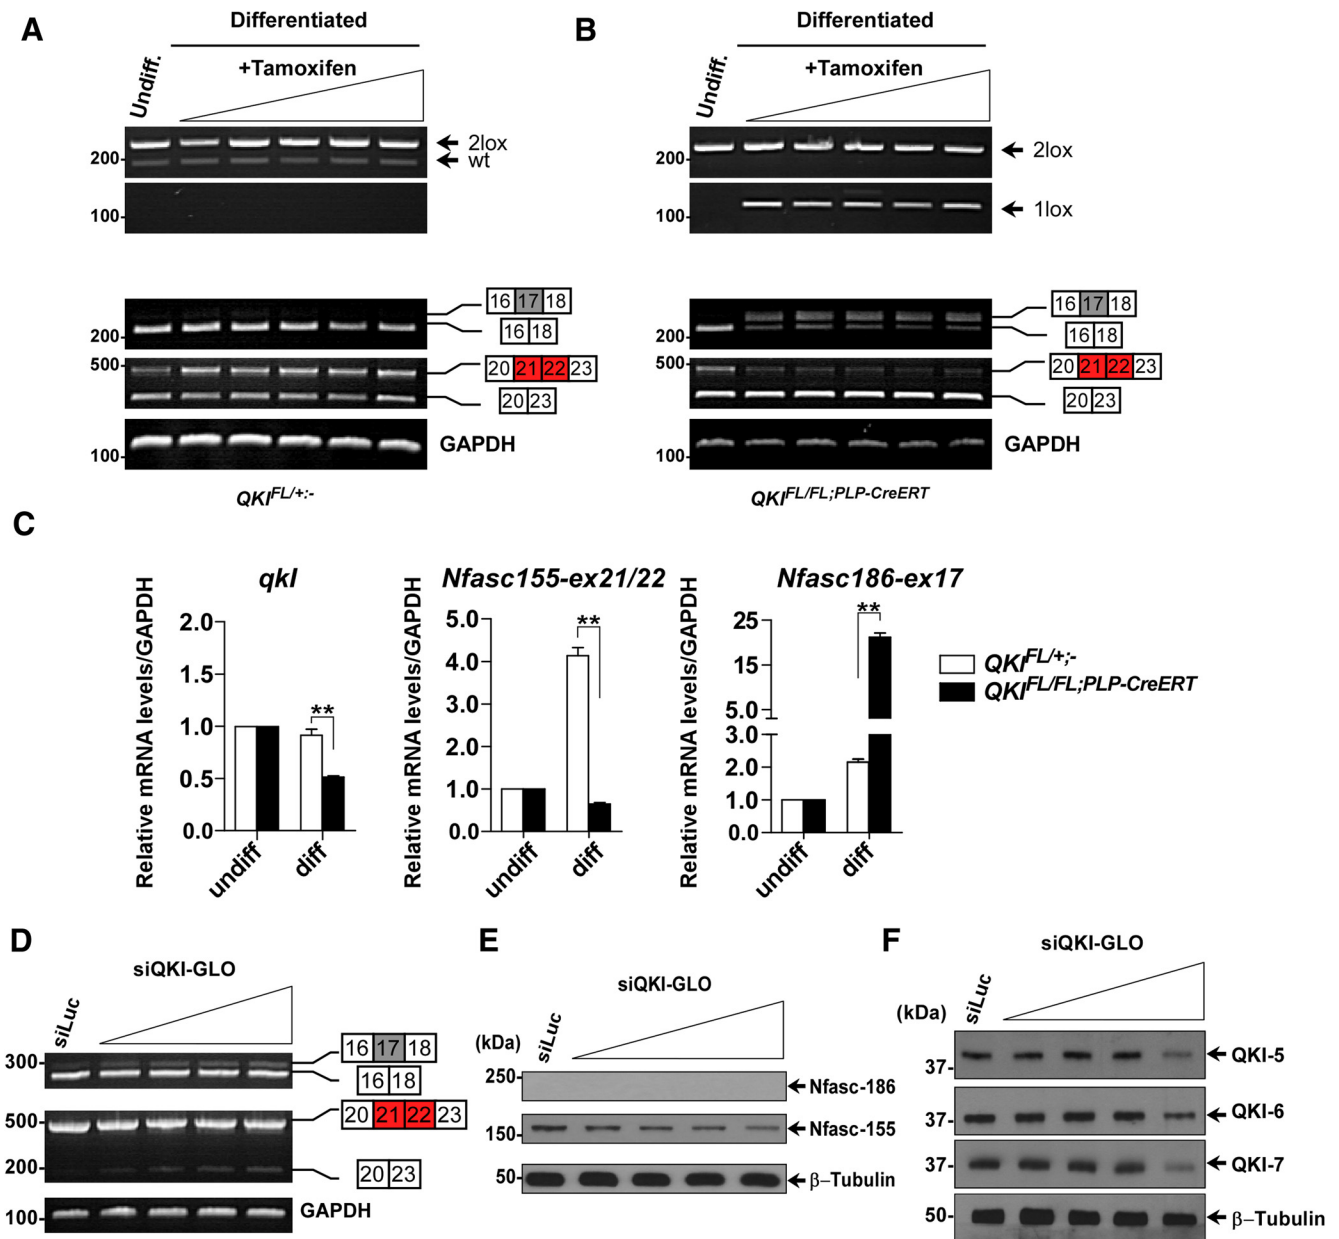 A
Differentiated
Undiff.
+Tamoxifen
200
2lox
wt
100
16 17 18
16 18
200
500
20 21 22 23
20 23
100
GAPDH
QKI FL/+:-
B
Differentiated
Undiff.
+Tamoxifen
200
2lox
100
1lox
16 17 18
16 18
200
500
20 21 22 23
20 23
100
GAPDH
QKI FL/FL;PLP-CreERT
C
qkI
Relative mRNA levels/GAPDH
2.0
1.5
1.0
0.5
0.0
**
undiff
diff
Nfasc155-ex21/22
Relative mRNA levels/GAPDH
5.0
4.0
3.0
2.0
1.0
0.0
**
undiff
diff
Nfasc186-ex17
Relative mRNA levels/GAPDH
25
15
5.0
3.0
2.0
1.0
0.0
**
undiff
diff
QKI FL/+;-
QKI FL/FL;PLP-CreERT
D
siQKI-GLO
siLuc
300
16 17 18
16 18
500
20 21 22 23
200
20 23
100
GAPDH
E
siQKI-GLO
siLuc
(kDa)
250
Nfasc-186
150
Nfasc-155
50
β–Tubulin
F
siQKI-GLO
siLuc
(kDa)
37
QKI-5
37
QKI-6
37
QKI-7
50
β–Tubulin